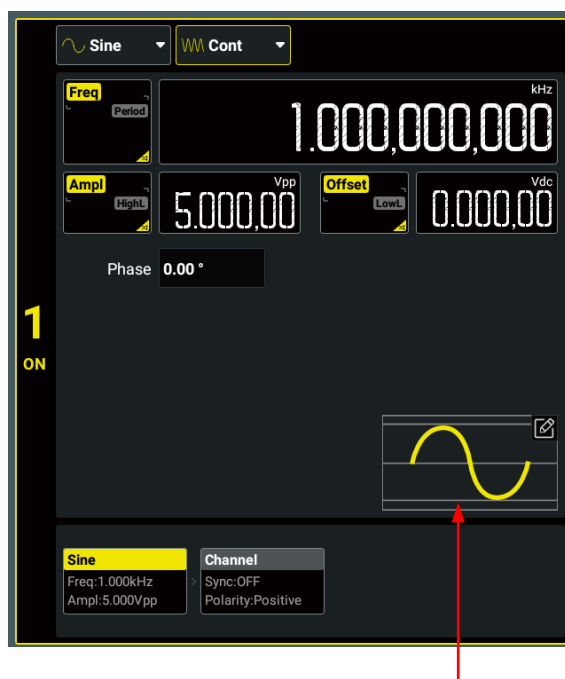 Sine Cont
Freq
Period
kHz
1.000,000,000
Ampl
HighL
Vpp
5.000,00
Offset
LowL
Vdc
0.000,00
Phase 0.00 °
1
ON
Sine
Freq:1.000kHz
Ampl:5.000Vpp
Channel
Sync:OFF
Polarity:Positive